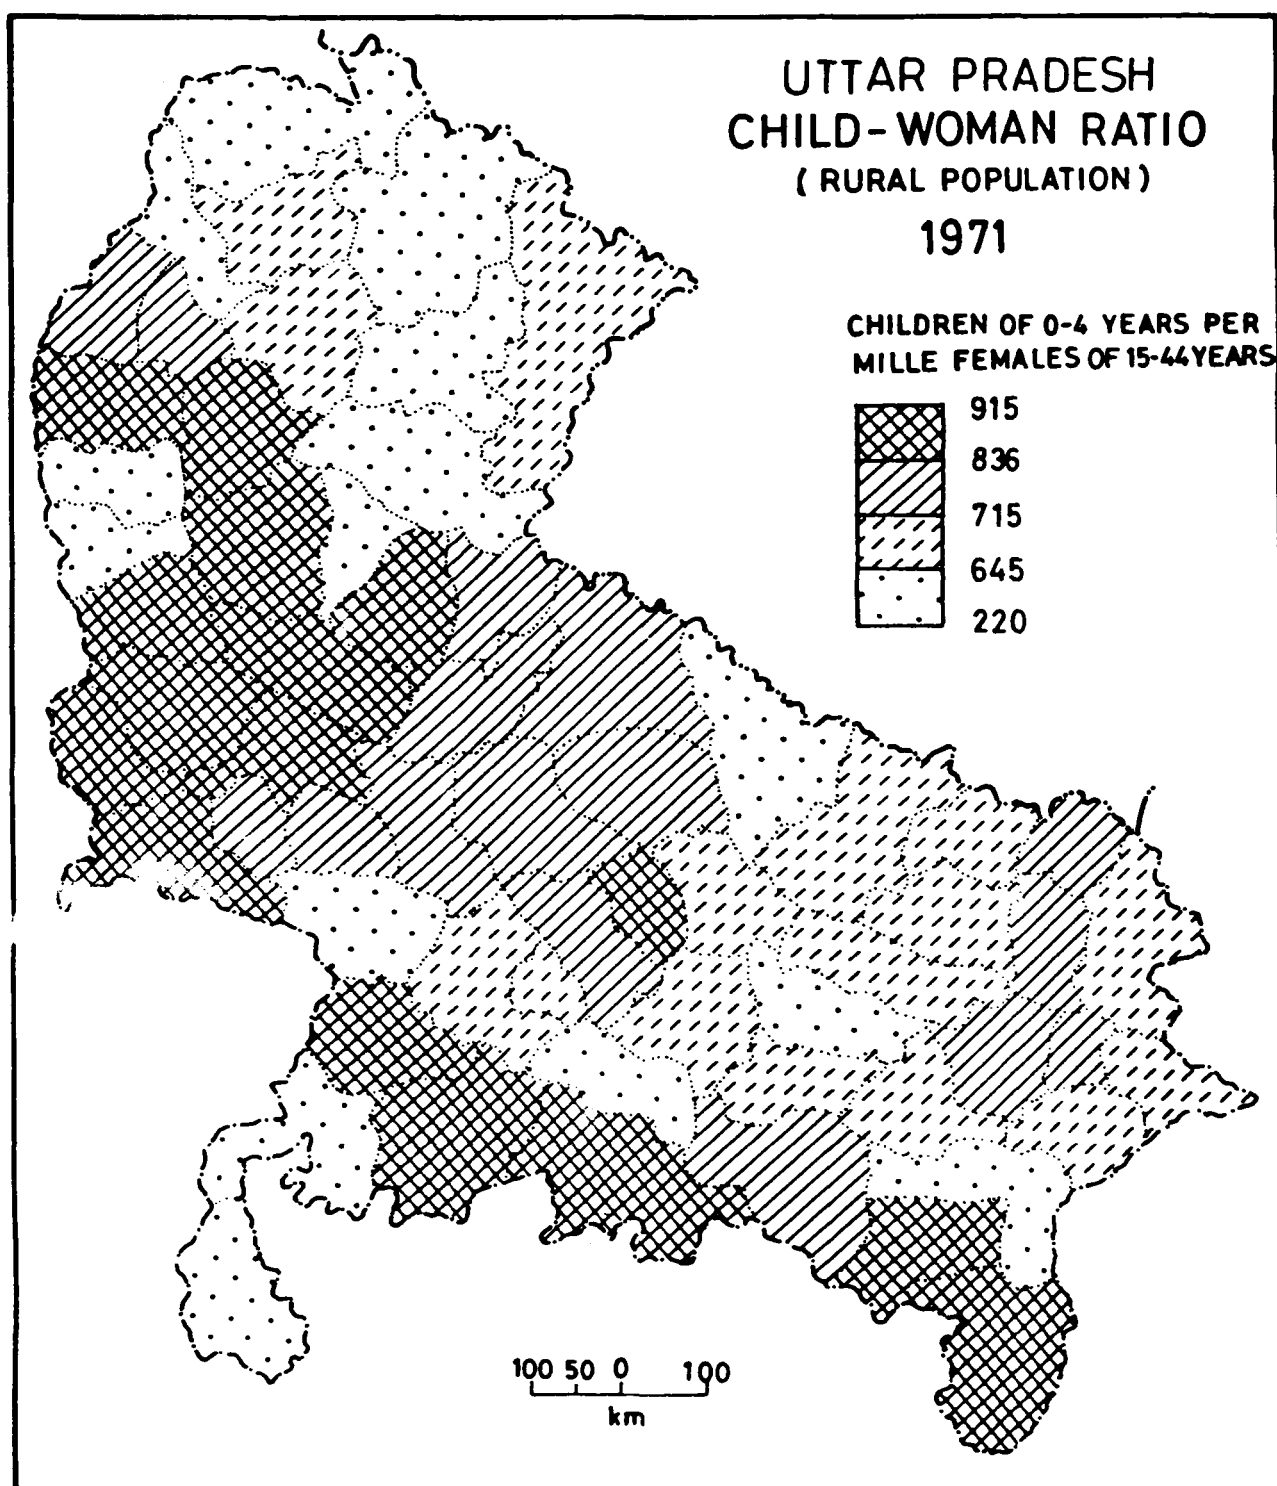 UTTAR PRADESH
CHILD-WOMAN RATIO
( RURAL POPULATION )
1971
CHILDREN OF 0-4 YEARS PER
MILLE FEMALES OF 15-44 YEARS
915
836
715
645
220
100 50 0 100
km